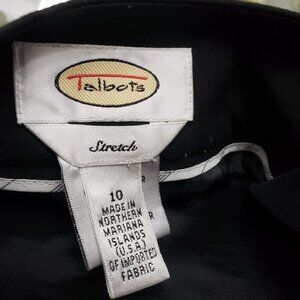 Talbots
Stretch
10
MADE IN
NORTHERN
MARIANA
ISLANDS
(U.S.A.)
OF IMPORTED
FABRIC
R
R